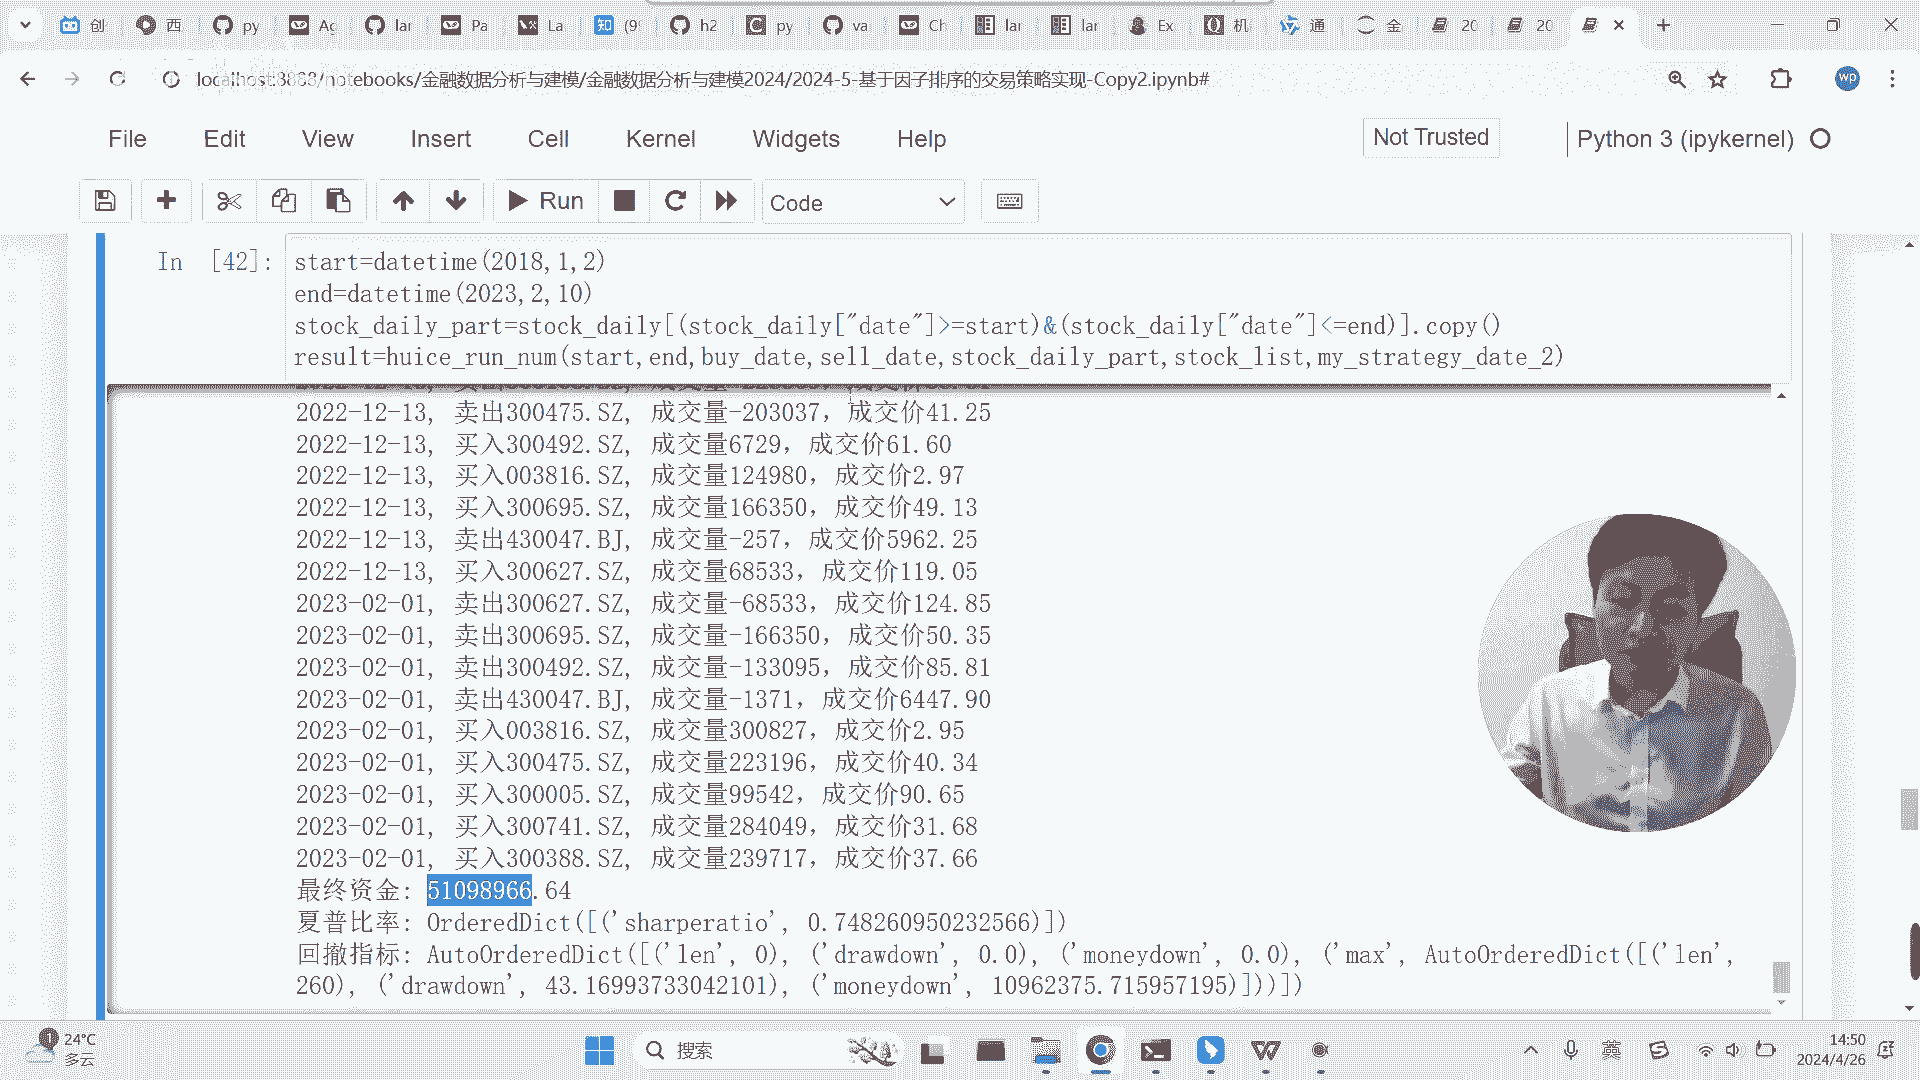 创
西
py
Ag
lar
Pa
La
知 (9
h2
py
va
Ch
lar
lar
Ex
机
通
金
20
20
localhost:8888/notebooks/金融数据分析与建模/金融数据分析与建模2024/2024-5-基于因子排序的交易策略实现-Copy2.ipynb#
wp
File Edit View Insert Cell Kernel Widgets Help Not Trusted Python 3 (ipykernel)
Run Code
In [42]: start=datetime(2018,1,2)
end=datetime(2023,2,10)
stock_daily_part=stock_daily[(stock_daily["date"]>=start)&(stock_daily["date"]<=end)].copy()
result=huice_run_num(start,end,buy_date,sell_date,stock_daily_part,stock_list,my_strategy_date_2)
2022-12-13, 卖出300475.SZ, 成交量-203037，成交价41.25
2022-12-13, 买入300492.SZ, 成交量6729，成交价61.60
2022-12-13, 买入003816.SZ, 成交量124980，成交价2.97
2022-12-13, 买入300695.SZ, 成交量166350，成交价49.13
2022-12-13, 卖出430047.BJ, 成交量-257，成交价5962.25
2022-12-13, 买入300627.SZ, 成交量68533，成交价119.05
2023-02-01, 卖出300627.SZ, 成交量-68533，成交价124.85
2023-02-01, 卖出300695.SZ, 成交量-166350，成交价50.35
2023-02-01, 卖出300492.SZ, 成交量-133095，成交价85.81
2023-02-01, 卖出430047.BJ, 成交量-1371，成交价6447.90
2023-02-01, 买入003816.SZ, 成交量300827，成交价2.95
2023-02-01, 买入300475.SZ, 成交量223196，成交价40.34
2023-02-01, 买入300005.SZ, 成交量99542，成交价90.65
2023-02-01, 买入300741.SZ, 成交量284049，成交价31.68
2023-02-01, 买入300388.SZ, 成交量239717，成交价37.66
最终资金: 51098966.64
夏普比率: OrderedDict([('sharperatio', 0.748260950232566)])
回撤指标: AutoOrderedDict([('len', 0), ('drawdown', 0.0), ('moneydown', 0.0), ('max', AutoOrderedDict([('len',
260), ('drawdown', 43.16993733042101), ('moneydown', 10962375.715957195)]))])
1
24°C
多云
搜索
英
14:50
2024/4/26